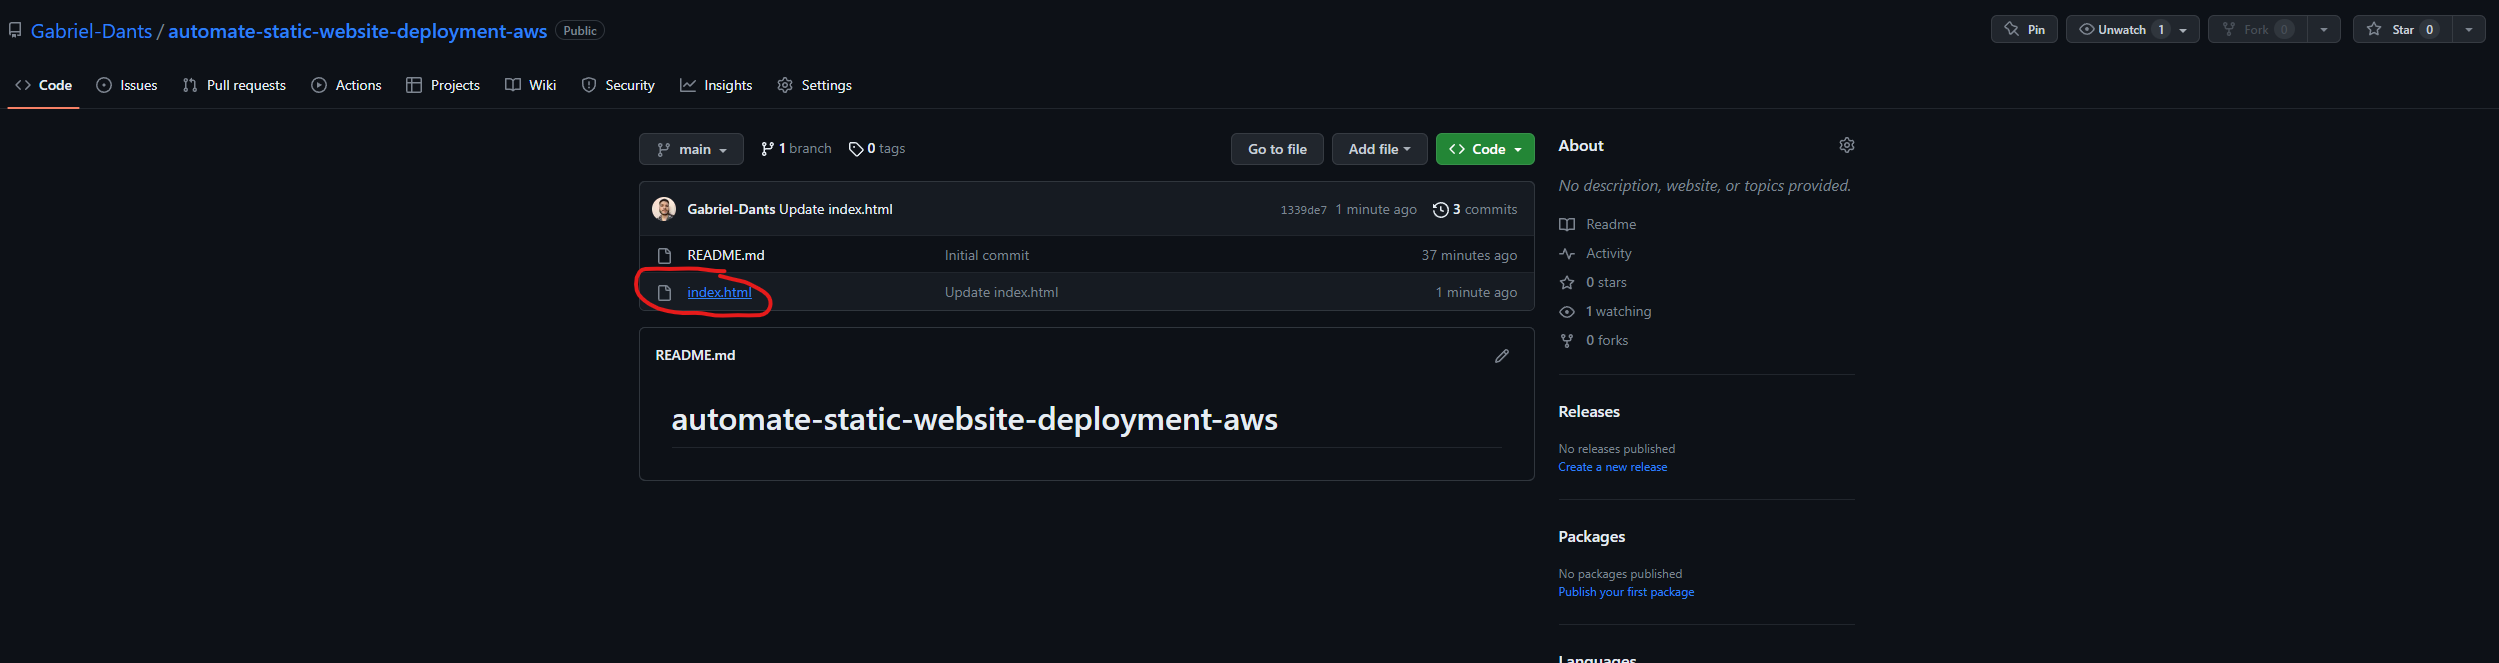 Gabriel-Dants / automate-static-website-deployment-aws Public
Pin Unwatch 1 Fork 0 Star 0
Code Issues Pull requests Actions Projects Wiki Security Insights Settings
main 1 branch 0 tags Go to file Add file Code
Gabriel-Dants Update index.html 1339de7 1 minute ago 3 commits
README.md Initial commit 37 minutes ago
index.html Update index.html 1 minute ago
README.md
automate-static-website-deployment-aws
About
No description, website, or topics provided.
Readme
Activity
0 stars
1 watching
0 forks
Releases
No releases published
Create a new release
Packages
No packages published
Publish your first package
Languages